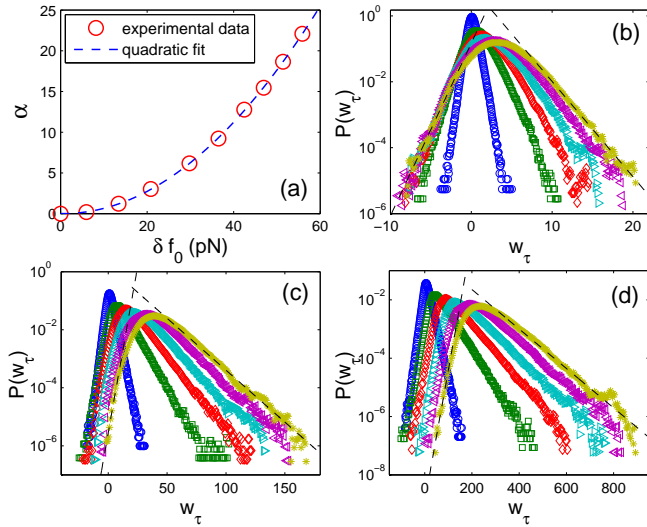 25
20
15
10
5
0
α
experimental data
quadratic fit
(a)
0 20 40 60
δ f₀ (pN)
10⁰
10⁻²
10⁻⁴
10⁻⁶
P(w_τ)
(b)
−10 0 10 20
w_τ
10⁰
10⁻²
10⁻⁴
10⁻⁶
P(w_τ)
(c)
0 50 100 150
w_τ
10⁻²
10⁻⁴
10⁻⁶
10⁻⁸
P(w_τ)
(d)
0 200 400 600 800
w_τ